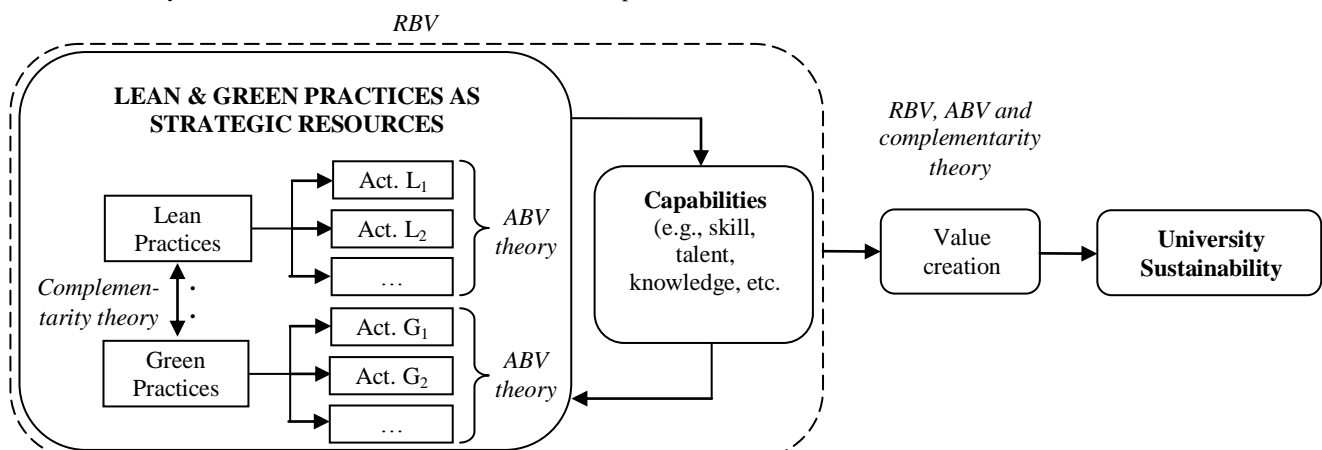 RBV
LEAN & GREEN PRACTICES AS
STRATEGIC RESOURCES
Lean
Practices
Complemen-
tarity theory
Green
Practices
Act. L₁
Act. L₂
…
ABV
theory
Act. G₁
Act. G₂
…
ABV
theory
Capabilities
(e.g., skill,
talent,
knowledge, etc.
RBV, ABV and
complementarity
theory
Value
creation
University
Sustainability